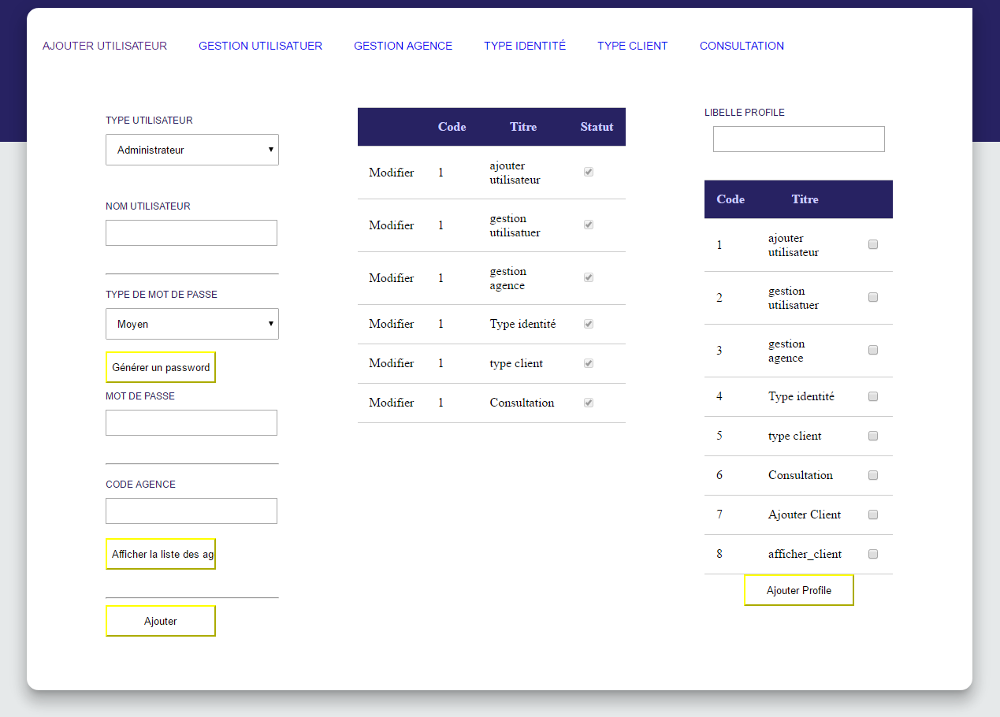 AJOUTER UTILISATEUR GESTION UTILISATUER GESTION AGENCE TYPE IDENTITÉ TYPE CLIENT CONSULTATION
TYPE UTILISATEUR
Administrateur
NOM UTILISATEUR
TYPE DE MOT DE PASSE
Moyen
Générer un password
MOT DE PASSE
CODE AGENCE
Afficher la liste des ag
Ajouter
Code Titre Statut
Modifier 1 ajouter
utilisateur
Modifier 1 gestion
utilisatuer
Modifier 1 gestion
agence
Modifier 1 Type identité
Modifier 1 type client
Modifier 1 Consultation
LIBELLE PROFILE
Code Titre
1 ajouter
utilisateur
2 gestion
utilisatuer
3 gestion
agence
4 Type identité
5 type client
6 Consultation
7 Ajouter Client
8 afficher_client
Ajouter Profile